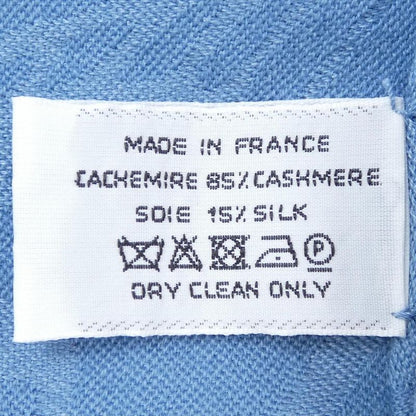 MADE IN FRANCE
CACHEMIRE 85% CASHMERE
SOIE 15% SILK
P
DRY CLEAN ONLY